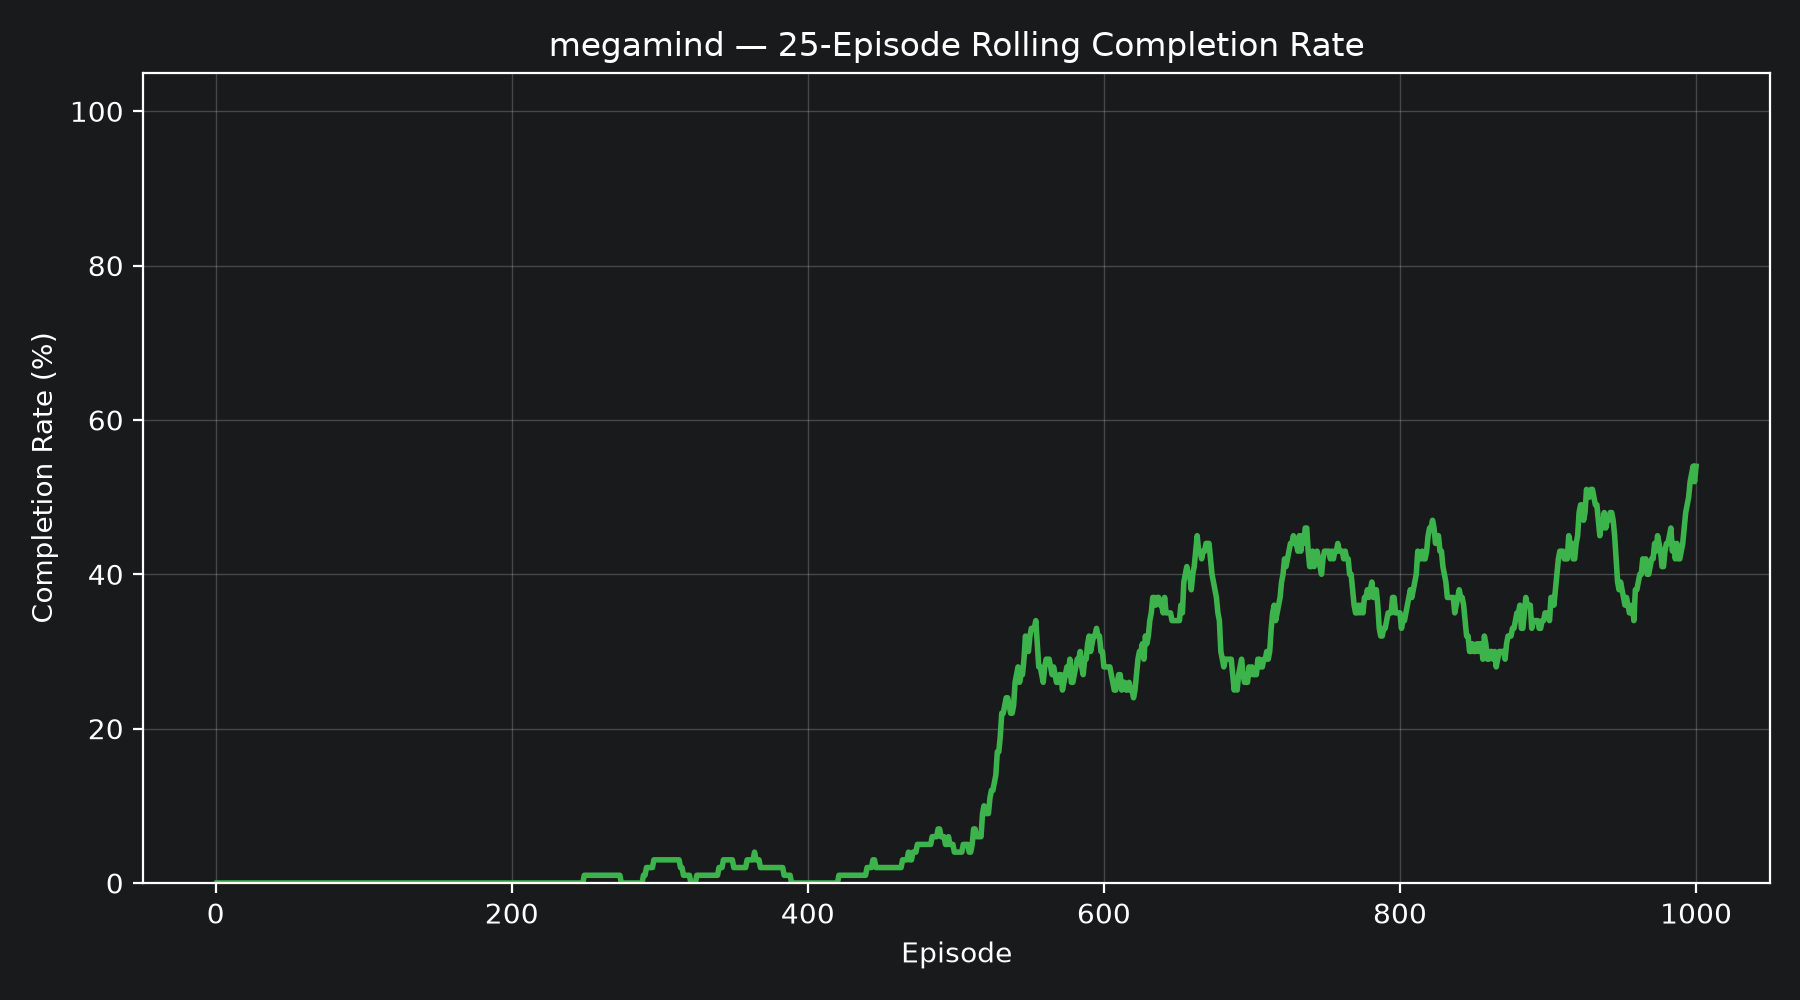 megamind — 25-Episode Rolling Completion Rate
100
80
60
40
20
0
Completion Rate (%)
0 200 400 600 800 1000
Episode